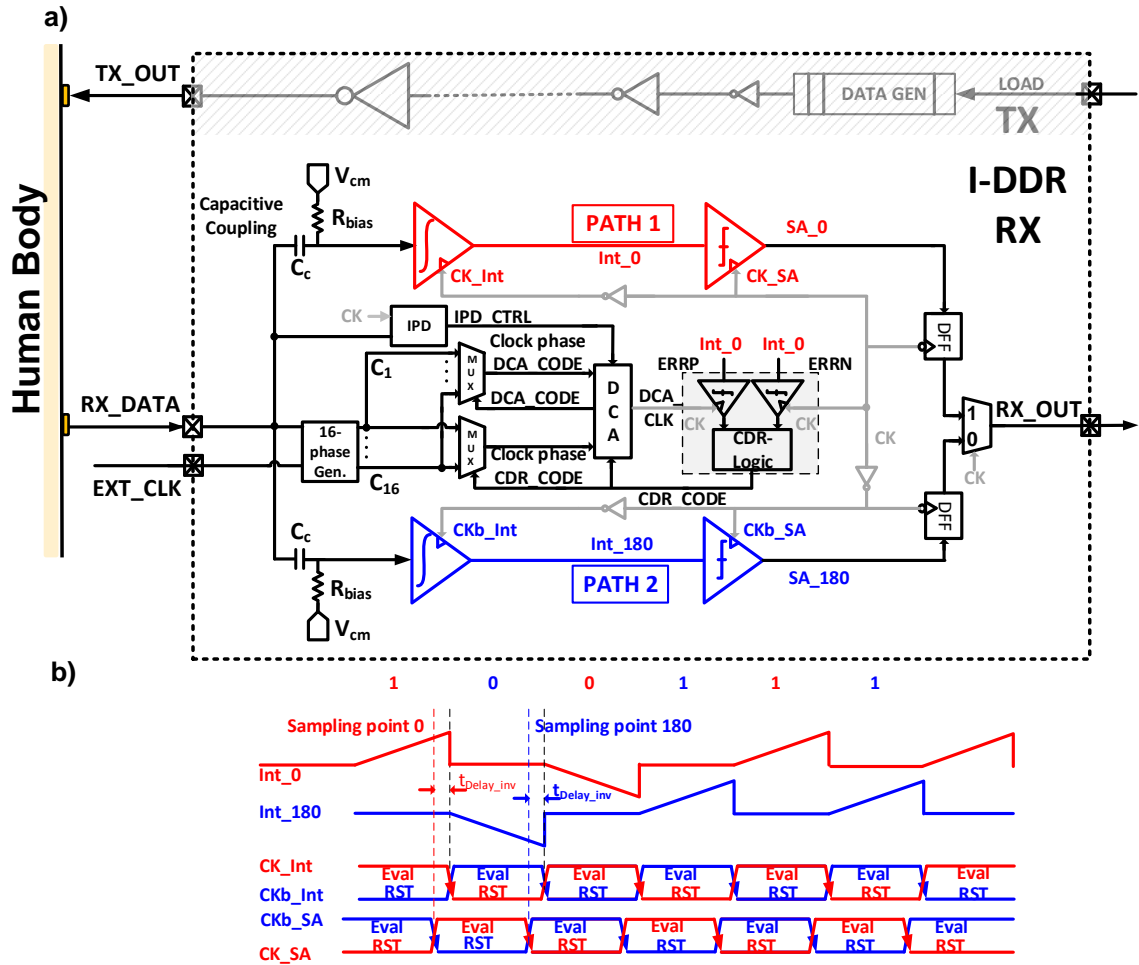 a)
TX_OUT
DATA GEN
LOAD
TX
Human Body
I-DDR
RX
Vcm
Capacitive
Coupling
Rbias
Cc
PATH 1
SA_0
Int_0
CK_Int
CK_SA
CK
IPD
IPD_CTRL
Clock phase
Int_0
Int_0
C1
MUX
DCA_CODE
ERRP
ERRN
DFF
DCA_CODE
DCA
DCA_
CLK
CK
CK
RX_DATA
16-
phase
Gen.
MUX
Clock phase
CDR-
Logic
CK
1
0
RX_OUT
EXT_CLK
C16
CDR_CODE
CDR_CODE
CK
DFF
Cc
CKb_Int
Int_180
CKb_SA
PATH 2
SA_180
Rbias
Vcm
b)
1 0 0 1 1 1
Sampling point 0
Sampling point 180
Int_0
tDelay_inv
tDelay_inv
Int_180
CK_Int
Eval Eval Eval Eval Eval Eval Eval
RST RST RST RST RST RST RST
CKb_Int
CKb_SA
Eval Eval Eval Eval Eval Eval Eval
RST RST RST RST RST RST RST
CK_SA